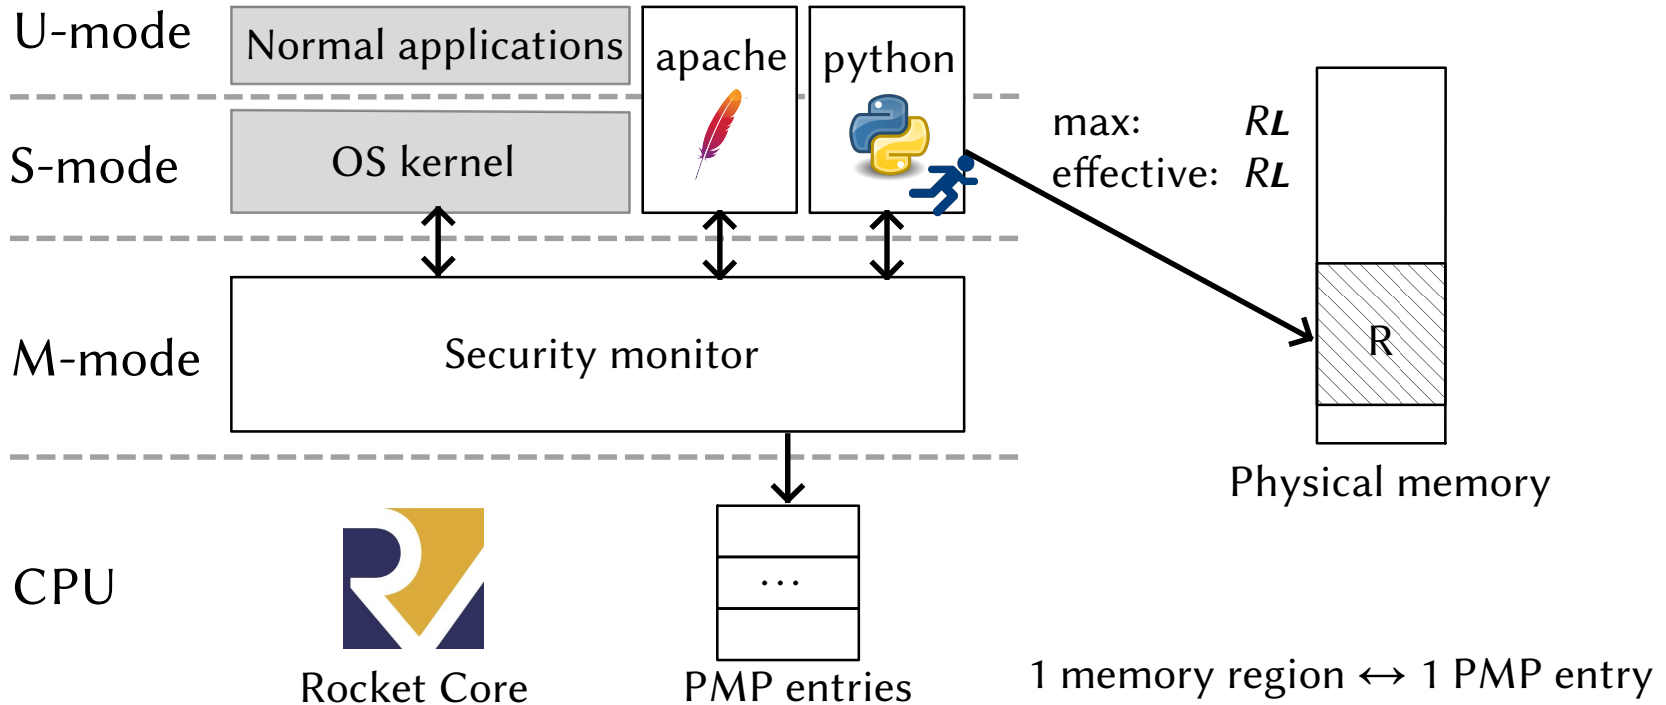 U-mode
Normal applications
apache
python
S-mode
OS kernel
max: RL
effective: RL
M-mode
Security monitor
R
Physical memory
CPU
...
Rocket Core
PMP entries
1 memory region ↔ 1 PMP entry